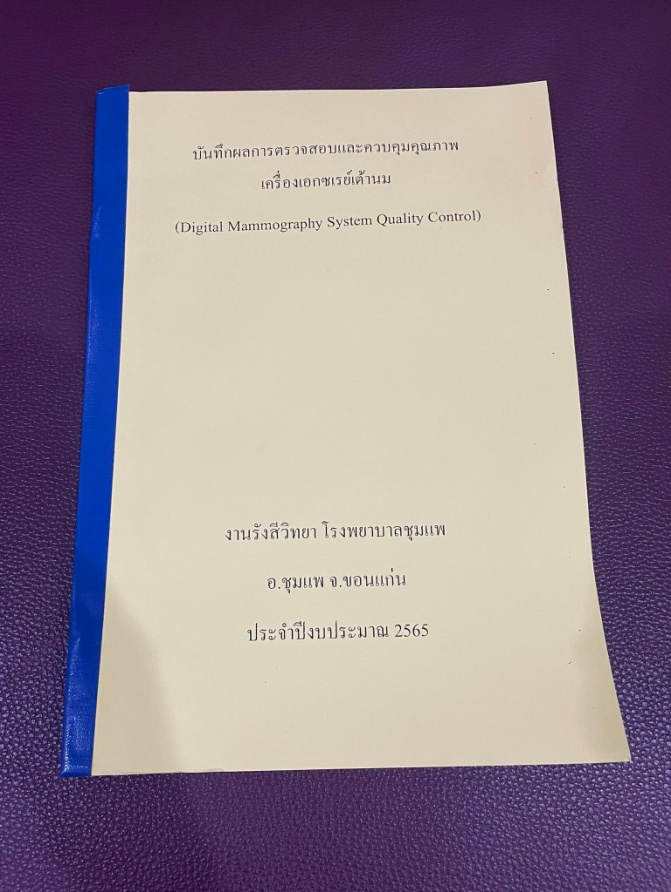 บันทึกผลการตรวจสอบและควบคุมคุณภาพ
เครื่องเอกซเรย์เต้านม
(Digital Mammography System Quality Control)
งานรังสีวิทยา โรงพยาบาลชุมแพ
อ.ชุมแพ จ.ขอนแก่น
ประจำปีงบประมาณ 2565